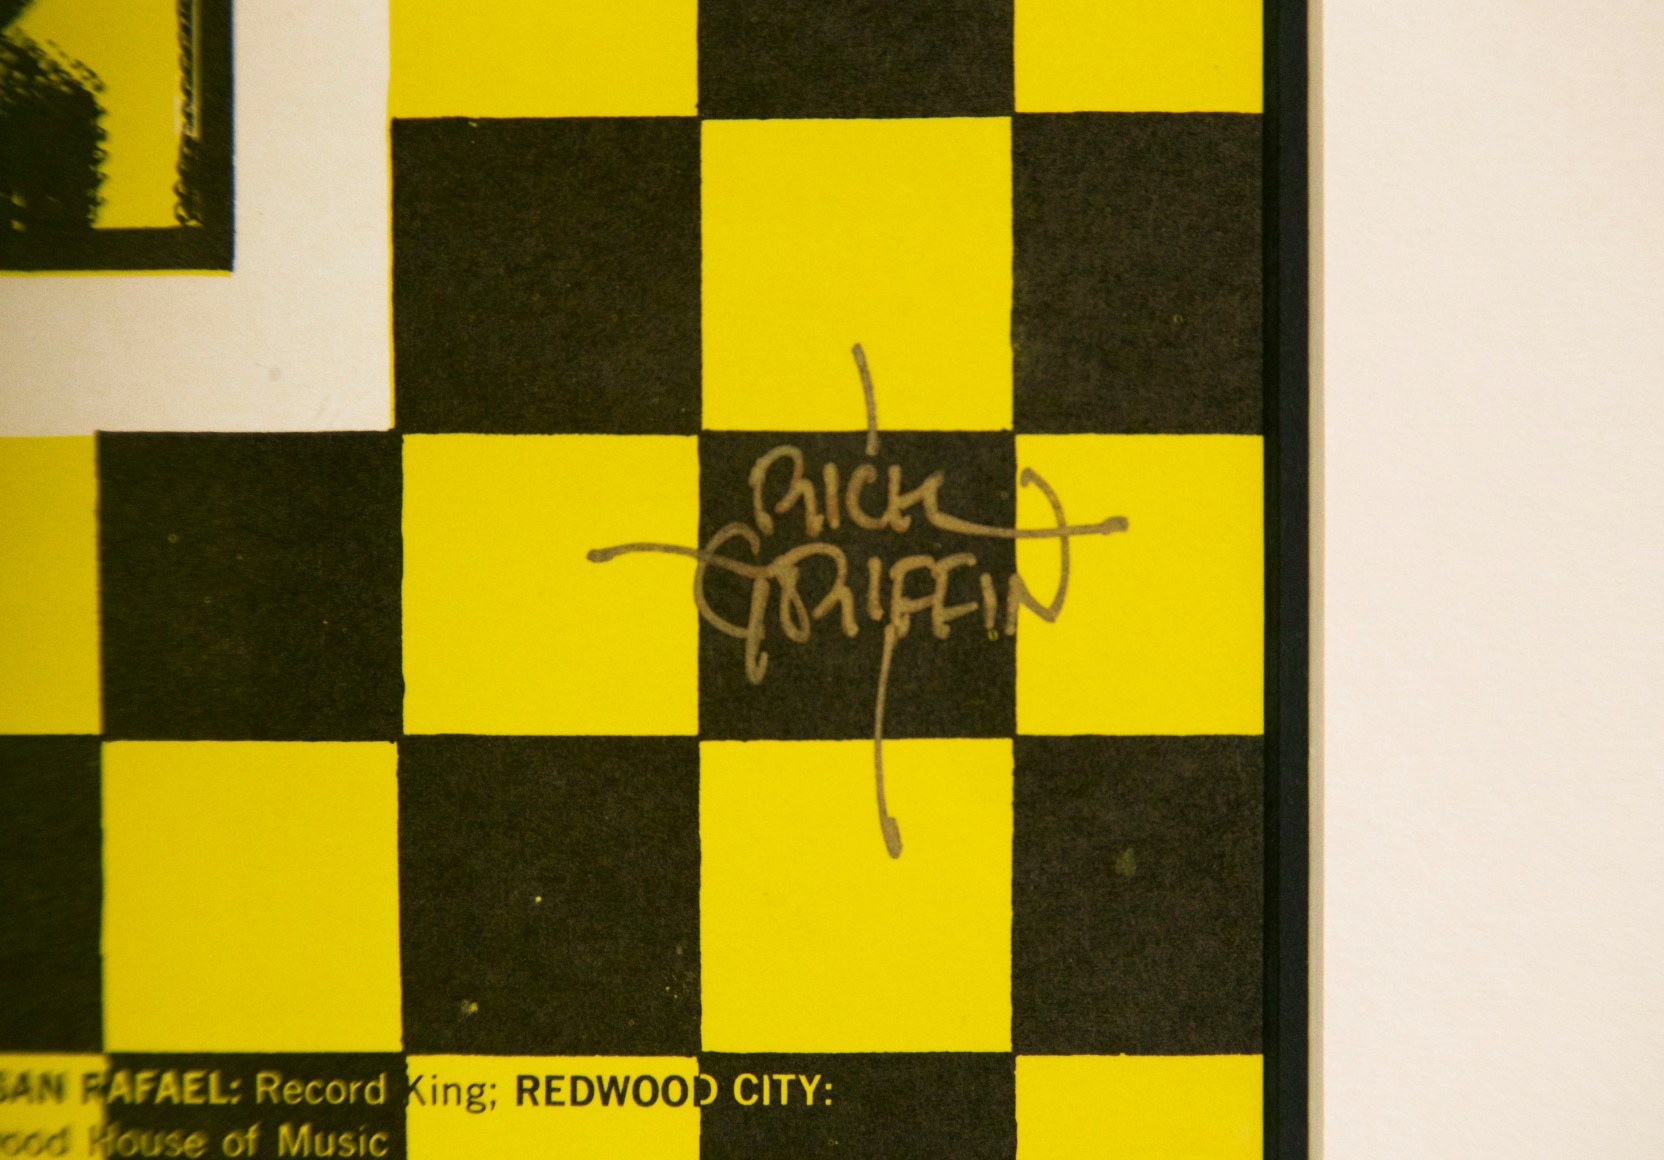 RICK
GRIFFIN
SAN RAFAEL: Record King; REDWOOD CITY:
House of Music